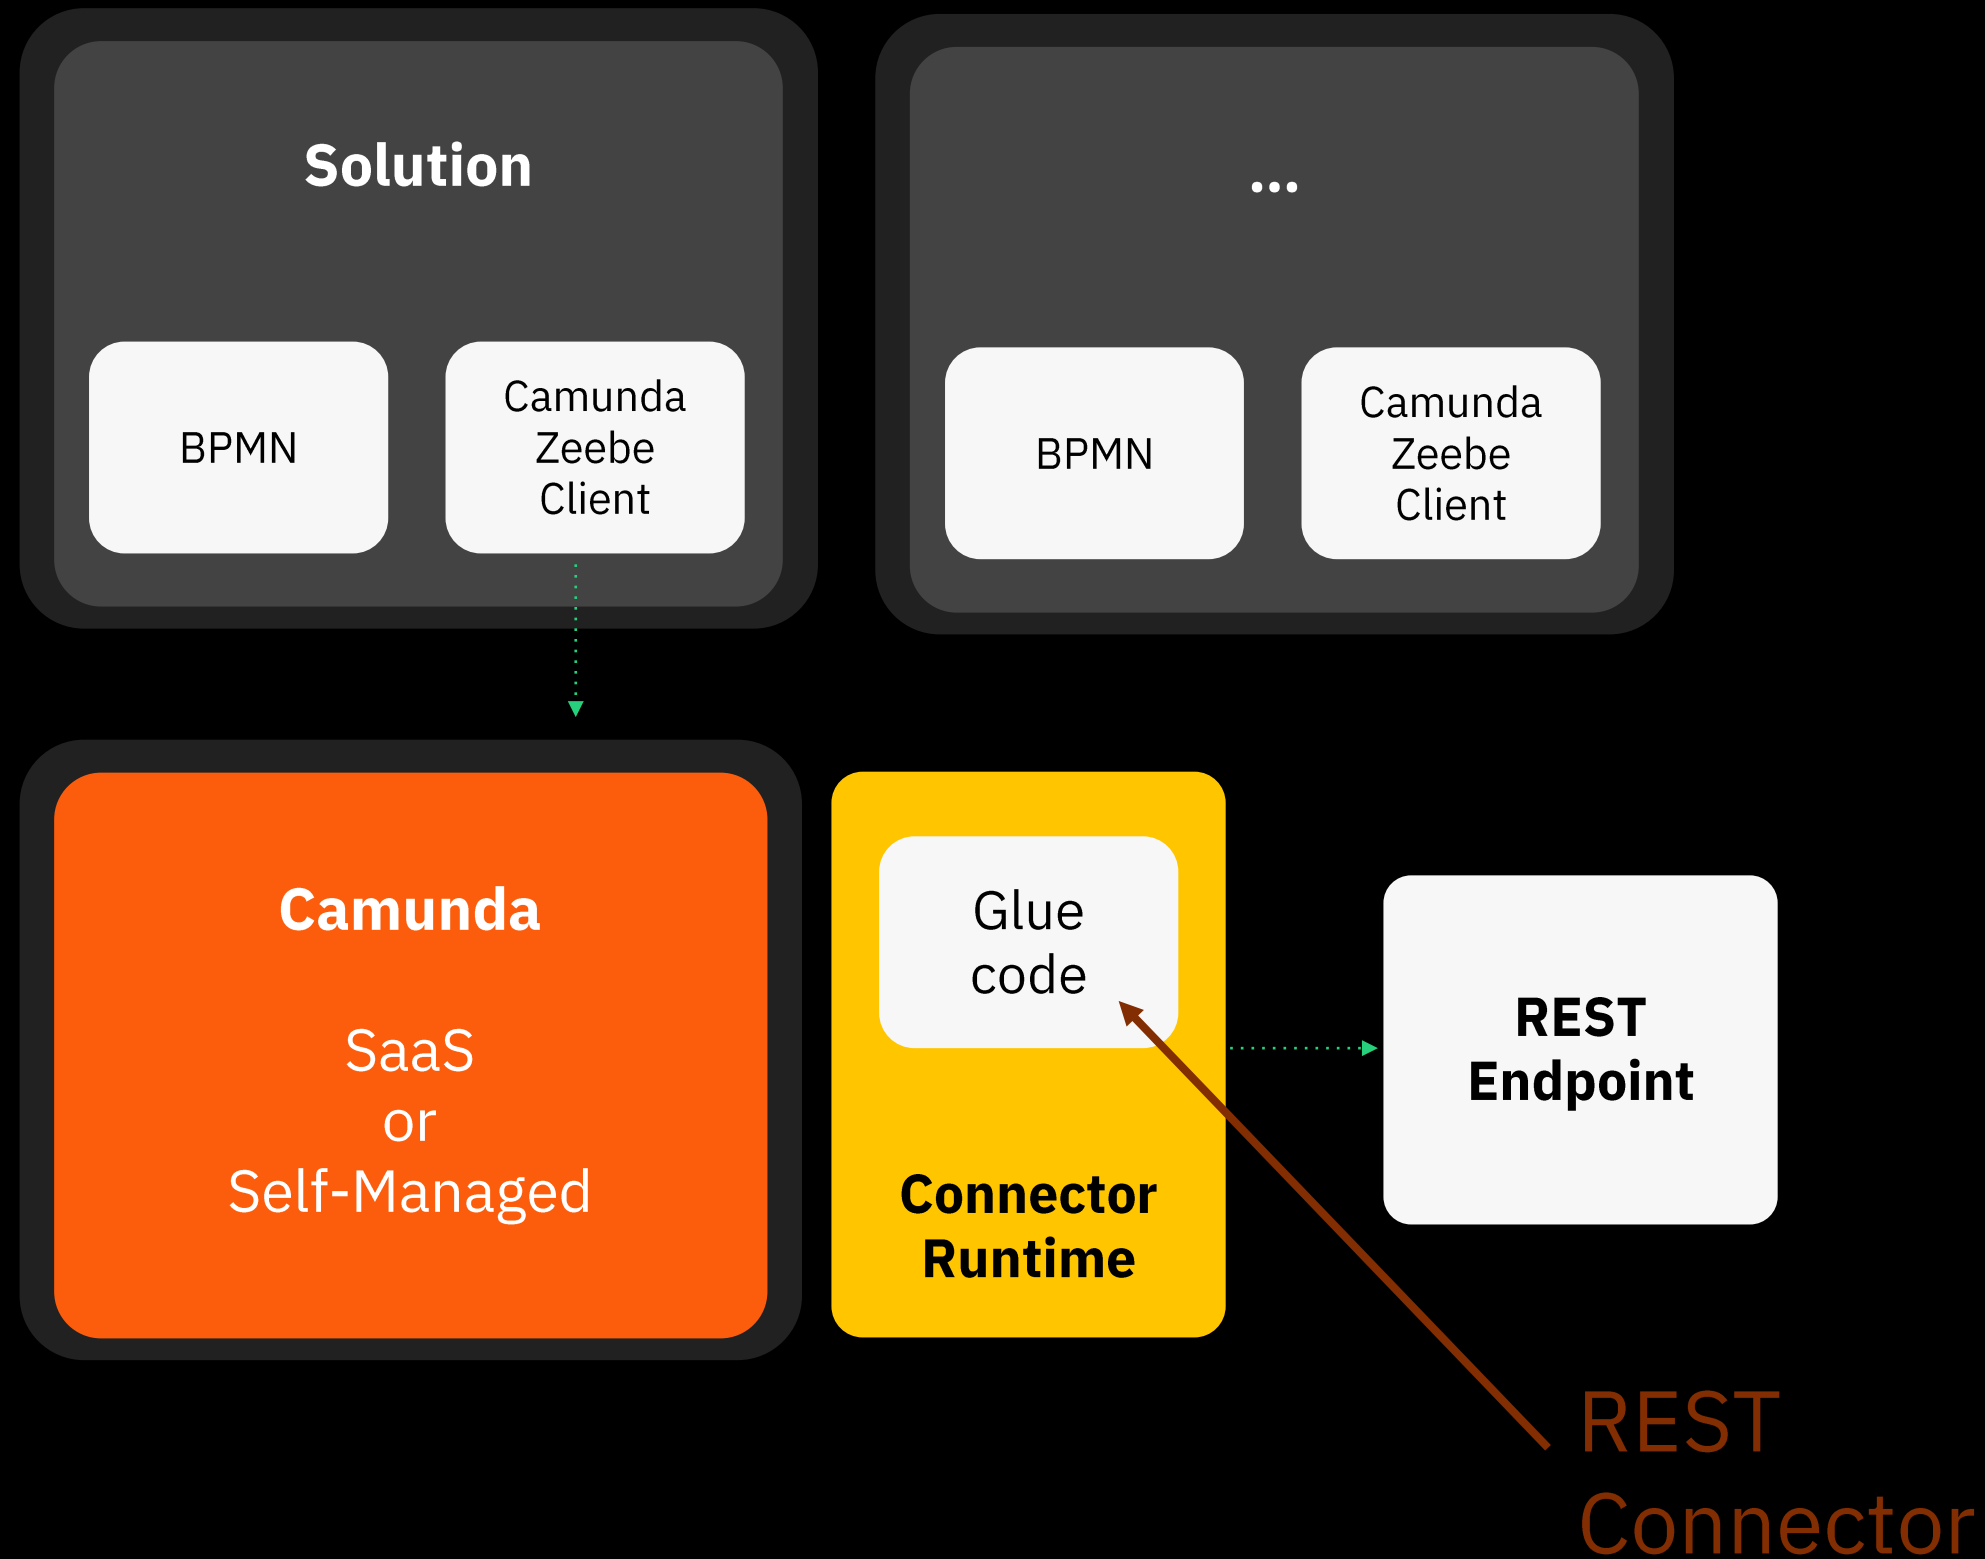 Solution
...
BPMN
Camunda
Zeebe
Client
BPMN
Camunda
Zeebe
Client
Camunda
SaaS
or
Self-Managed
Glue
code
Connector
Runtime
REST
Endpoint
REST
Connector